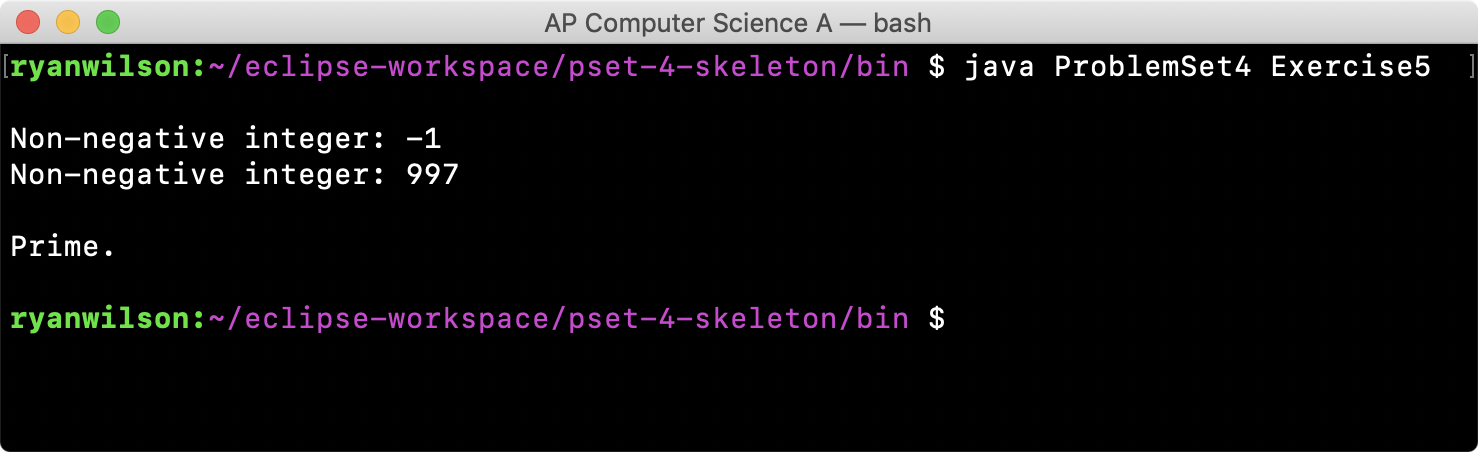 AP Computer Science A — bash
[ryanwilson:~/eclipse-workspace/pset-4-skeleton/bin $ java ProblemSet4 Exercise5 ]
Non-negative integer: -1
Non-negative integer: 997
Prime.
ryanwilson:~/eclipse-workspace/pset-4-skeleton/bin $